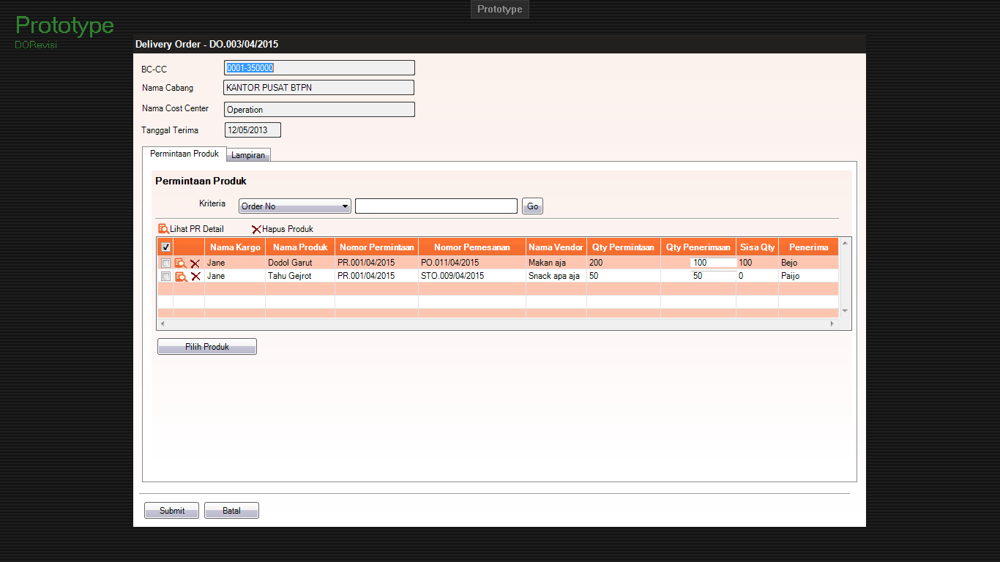 Prototype
Prototype
DORevisi
Delivery Order - DO.003/04/2015
BC-CC 0001-350000
Nama Cabang KANTOR PUSAT BTPN
Nama Cost Center Operation
Tanggal Terima 12/05/2013
Permintaan Produk Lampiran
Permintaan Produk
Kriteria Order No Go
Lihat PR Detail Hapus Produk
Nama Kargo Nama Produk Nomor Permintaan Nomor Pemesanan Nama Vendor Qty Permintaan Qty Penerimaan Sisa Qty Penerima
Jane Dodol Garut PR.001/04/2015 PO.011/04/2015 Makan aja 200 100 100 Bejo
Jane Tahu Gejrot PR.001/04/2015 STO.009/04/2015 Snack apa aja 50 50 0 Paijo
Pilih Produk
Submit Batal